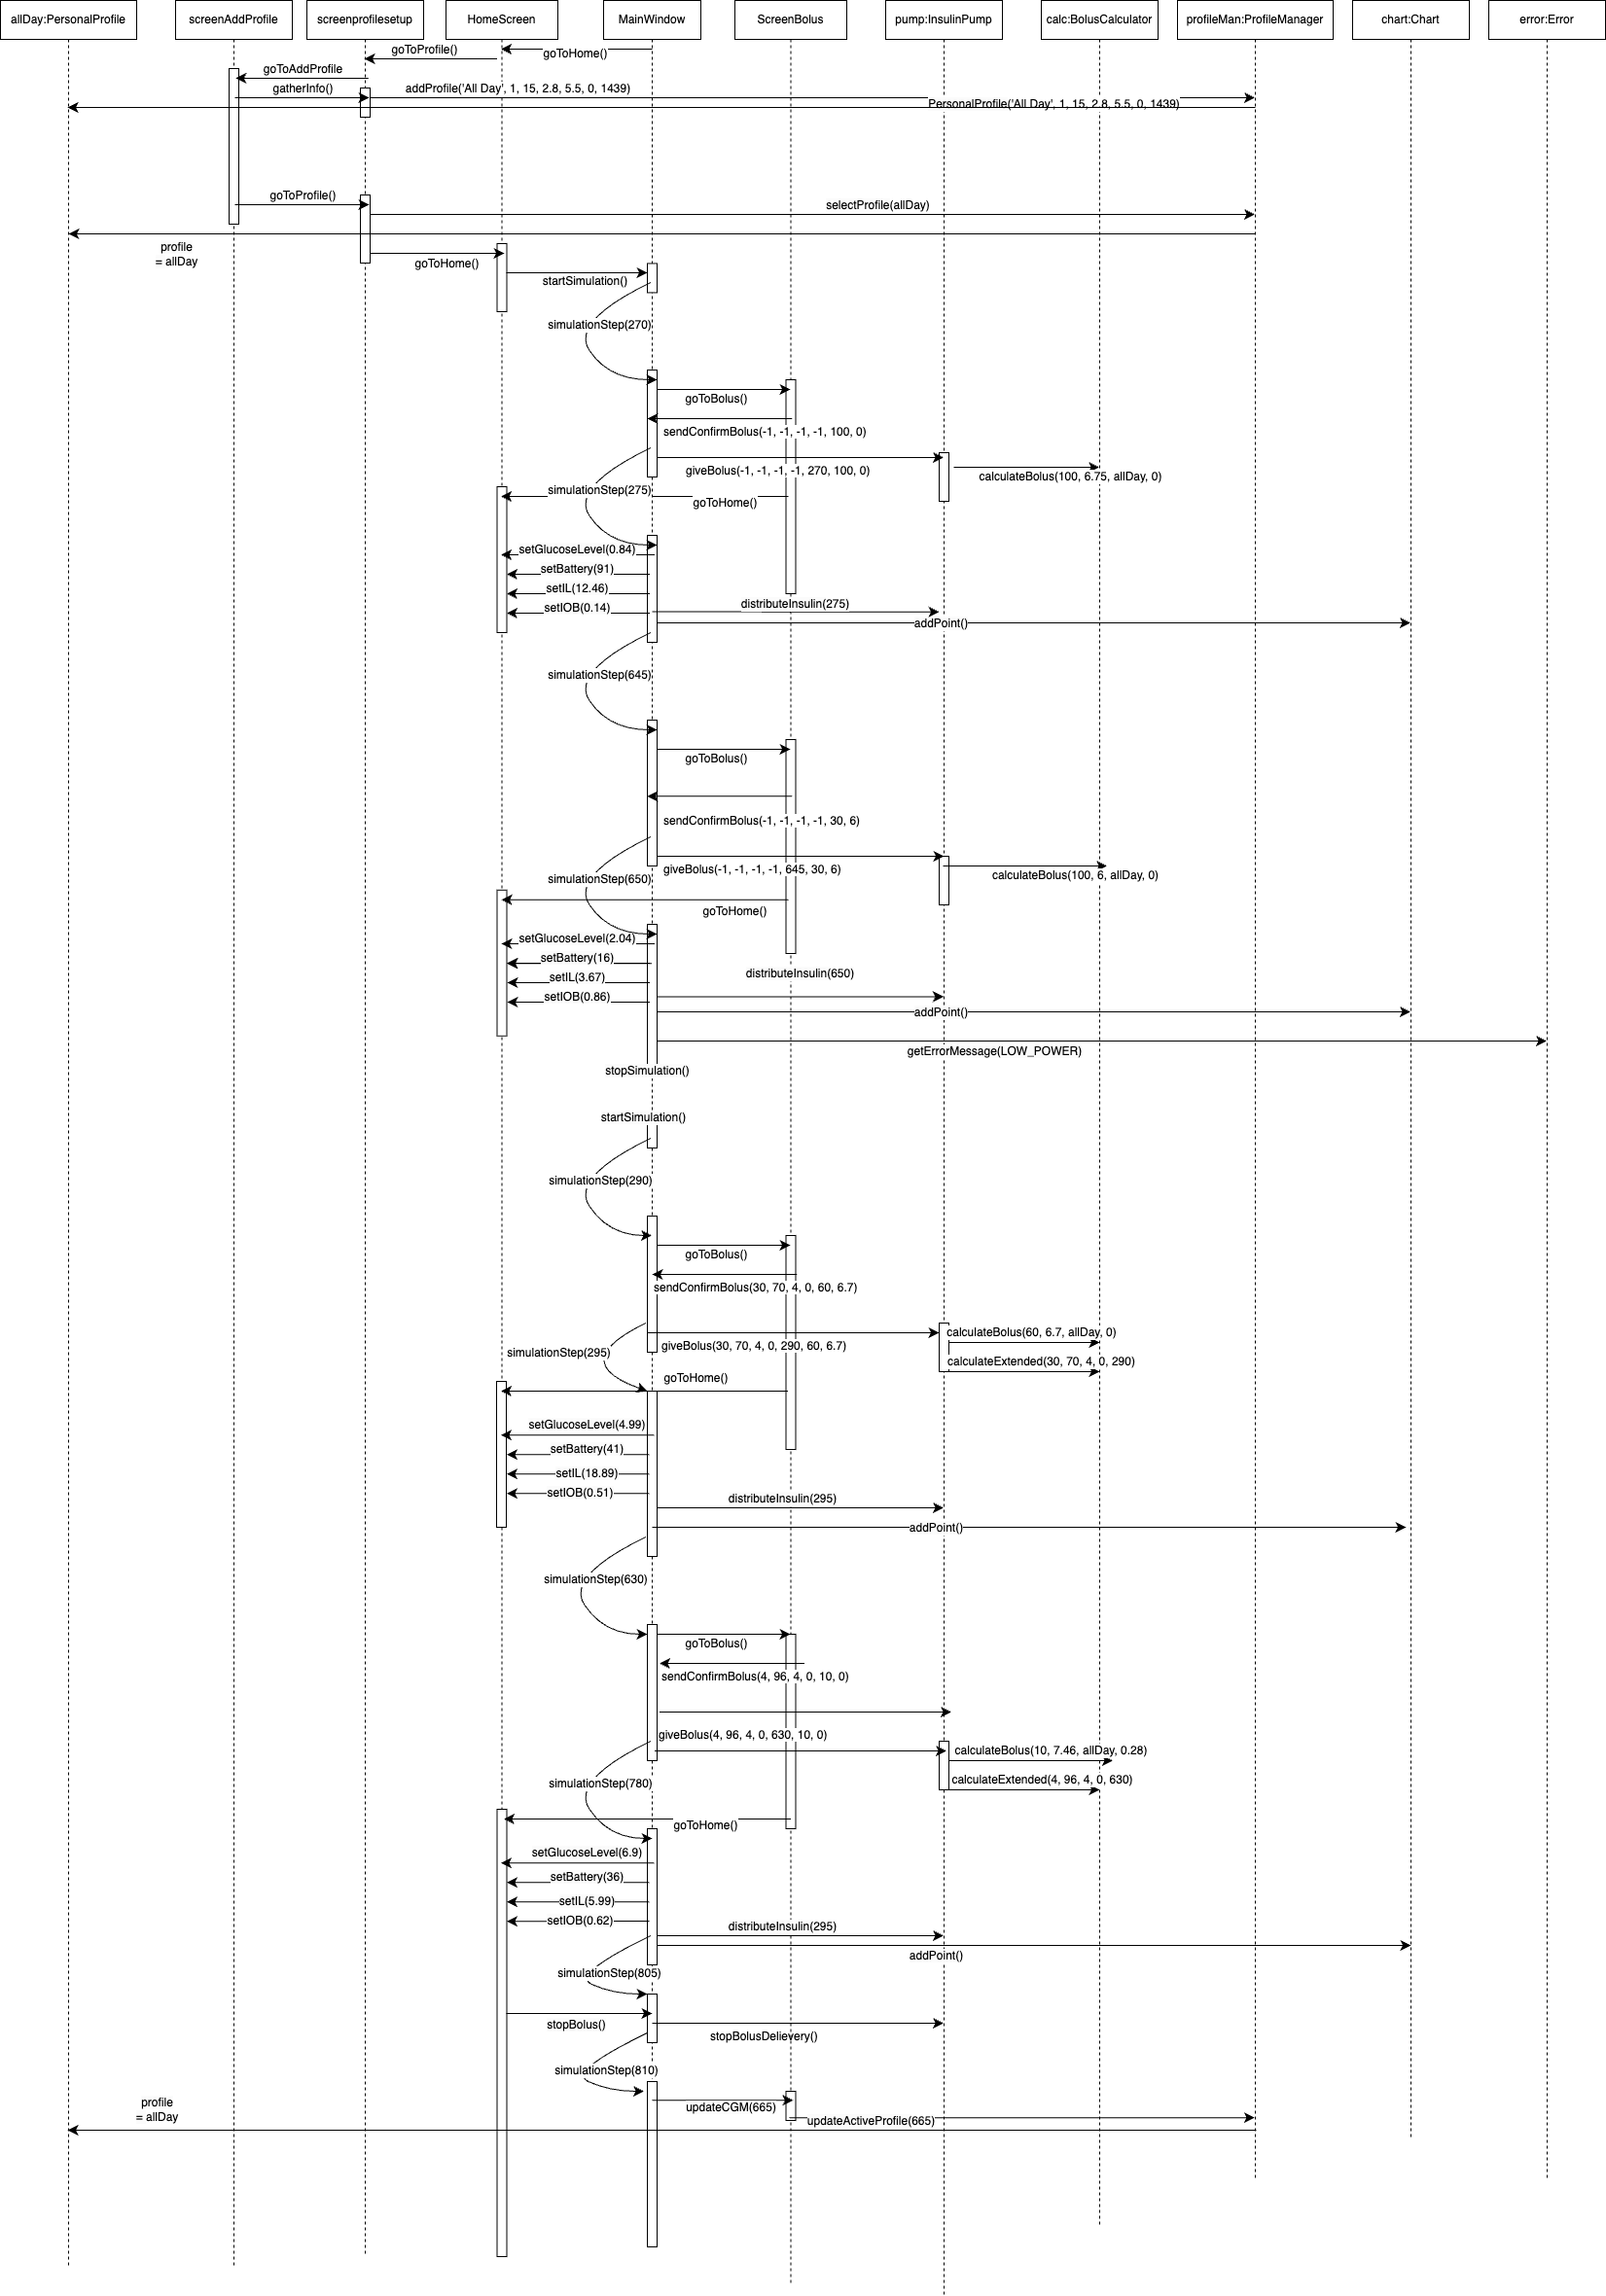 allDay:PersonalProfile
screenAddProfile
screenprofilesetup
HomeScreen
MainWindow
ScreenBolus
pump:InsulinPump
calc:BolusCalculator
profileMan:ProfileManager
chart:Chart
error:Error
goToProfile()
goToHome()
goToAddProfile
gatherInfo()
addProfile('All Day', 1, 15, 2.8, 5.5, 0, 1439)
PersonalProfile('All Day', 1, 15, 2.8, 5.5, 0, 1439)
goToProfile()
selectProfile(allDay)
profile
= allDay
goToHome()
startSimulation()
simulationStep(270)
goToBolus()
sendConfirmBolus(-1, -1, -1, -1, 100, 0)
giveBolus(-1, -1, -1, -1, 270, 100, 0)
calculateBolus(100, 6.75, allDay, 0)
simulationStep(275)
goToHome()
setGlucoseLevel(0.84)
setBattery(91)
setIL(12.46)
distributeInsulin(275)
setIOB(0.14)
addPoint()
simulationStep(645)
goToBolus()
sendConfirmBolus(-1, -1, -1, -1, 30, 6)
giveBolus(-1, -1, -1, -1, 645, 30, 6)
calculateBolus(100, 6, allDay, 0)
simulationStep(650)
goToHome()
setGlucoseLevel(2.04)
setBattery(16)
distributeInsulin(650)
setIL(3.67)
setIOB(0.86)
addPoint()
getErrorMessage(LOW_POWER)
stopSimulation()
startSimulation()
simulationStep(290)
goToBolus()
sendConfirmBolus(30, 70, 4, 0, 60, 6.7)
calculateBolus(60, 6.7, allDay, 0)
giveBolus(30, 70, 4, 0, 290, 60, 6.7)
simulationStep(295)
calculateExtended(30, 70, 4, 0, 290)
goToHome()
setGlucoseLevel(4.99)
setBattery(41)
setIL(18.89)
setIOB(0.51)
distributeInsulin(295)
addPoint()
simulationStep(630)
goToBolus()
sendConfirmBolus(4, 96, 4, 0, 10, 0)
giveBolus(4, 96, 4, 0, 630, 10, 0)
calculateBolus(10, 7.46, allDay, 0.28)
simulationStep(780)
calculateExtended(4, 96, 4, 0, 630)
goToHome()
setGlucoseLevel(6.9)
setBattery(36)
setIL(5.99)
setIOB(0.62)
distributeInsulin(295)
addPoint()
simulationStep(805)
stopBolus()
stopBolusDelievery()
simulationStep(810)
profile
= allDay
updateCGM(665)
updateActiveProfile(665)